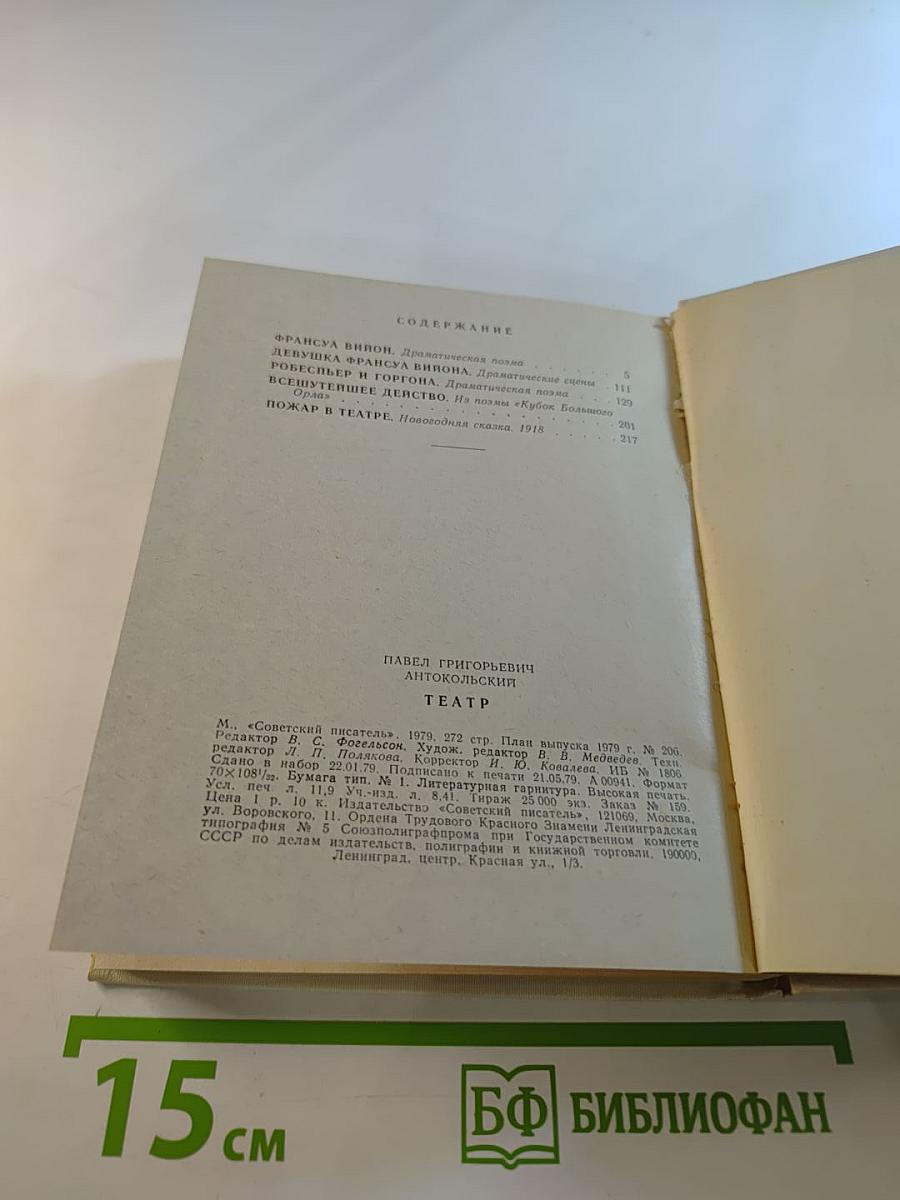 СОДЕРЖАНИЕ
ФРАНСУА ВИЙОН. Драматическая поэма . . . . . . 5
ДЕВУШКА ФРАНСУА ВИЙОНА. Драматические сцены . 111
РОБЕСПЬЕР И ГОРГОНА. Драматическая поэма . . . 129
ВСЕШУТЕЙШЕЕ ДЕЙСТВО. Из поэмы «Кубок Большого
Орла» . . . . . . . . . . . . . . . . 201
ПОЖАР В ТЕАТРЕ. Новогодняя сказка. 1918 . . . . . 217
ПАВЕЛ ГРИГОРЬЕВИЧ
АНТОКОЛЬСКИЙ
ТЕАТР
М., «Советский писатель», 1979, 272 стр. План выпуска 1979 г. № 206.
Редактор В. С. Фогельсон. Худож. редактор В. В. Медведев. Техн.
редактор Л. П. Полякова. Корректор И. Ю. Ковалева. ИБ № 1806.
Сдано в набор 22.01.79. Подписано к печати 21.05.79. А 00941. Формат
70×108¹/₃₂. Бумага тип. № 1. Литературная гарнитура. Высокая печать.
Усл. печ л. 11,9 Уч.-изд. л. 8,41. Тираж 25 000 экз. Заказ № 159.
Цена 1 р. 10 к. Издательство «Советский писатель», 121069, Москва,
ул. Воровского, 11. Ордена Трудового Красного Знамени Ленинградская
типография № 5 Союзполиграфпрома при Государственном комитете
СССР по делам издательств, полиграфии и книжной торговли. 190000,
Ленинград, центр, Красная ул., 1/3.
15 см
БФ БИБЛИОФАН